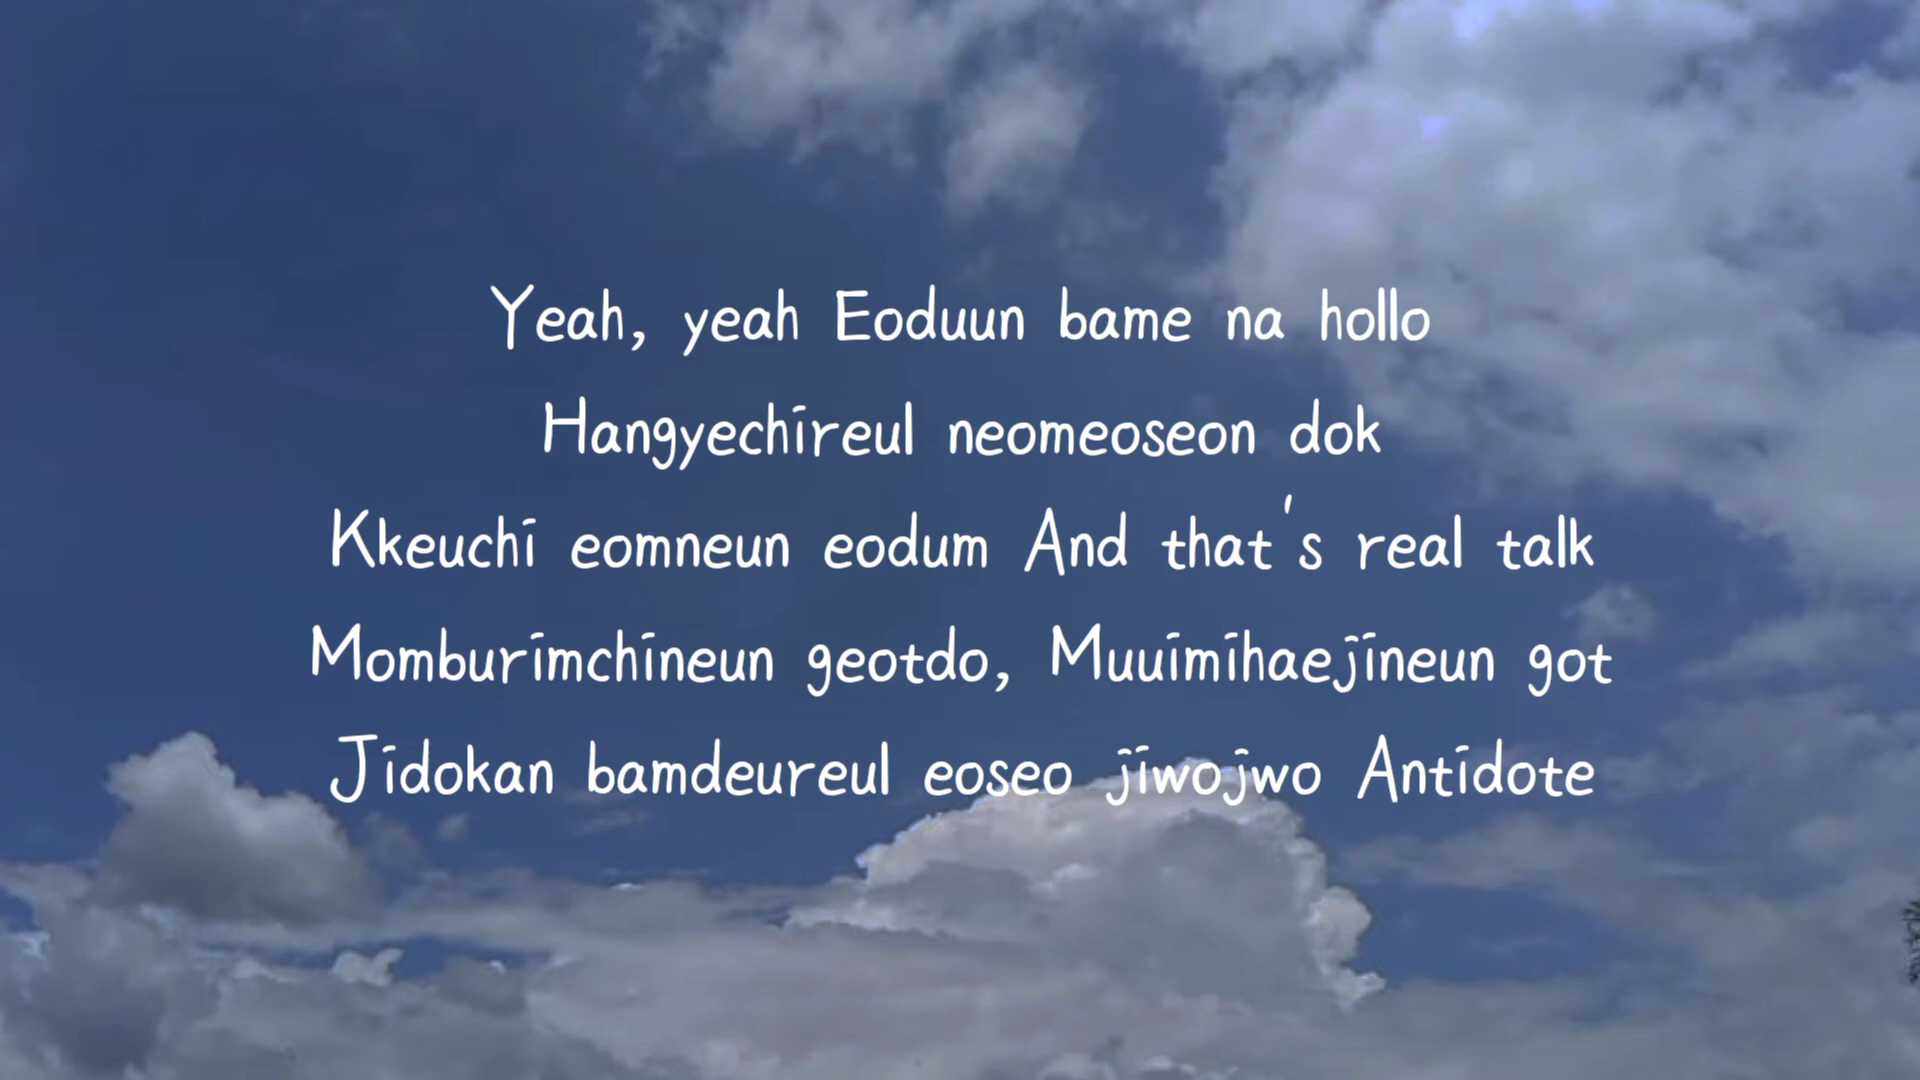 Yeah, yeah Eoduun bame na hollo
Hangyechireul neomeoseon dok
Kkeuchi eomneun eodum And that's real talk
Momburimchineun geotdo, Muuimihaejineun got
Jidokan bamdeureul eoseo jiwojwo Antidote